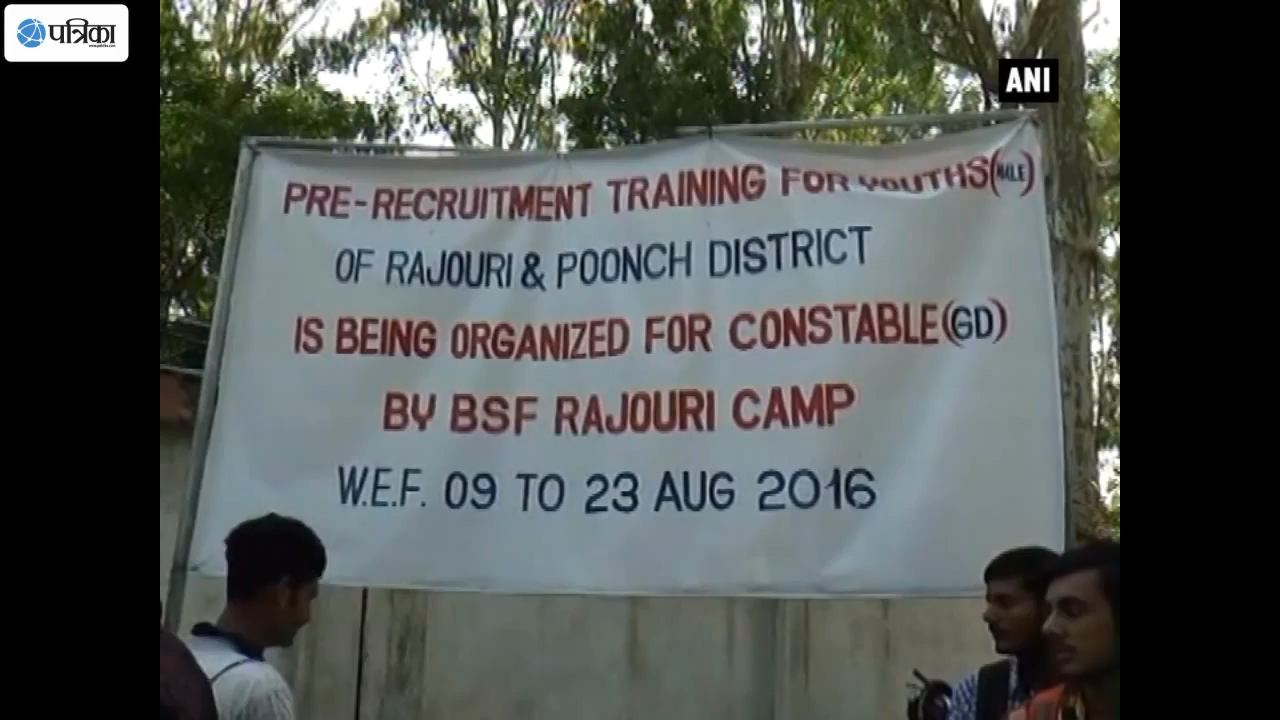 पत्रिका
ANI
PRE-RECRUITMENT TRAINING FOR YOUTHS(MALE)
OF RAJOURI & POONCH DISTRICT
IS BEING ORGANIZED FOR CONSTABLE(GD)
BY BSF RAJOURI CAMP
W.E.F. 09 TO 23 AUG 2016